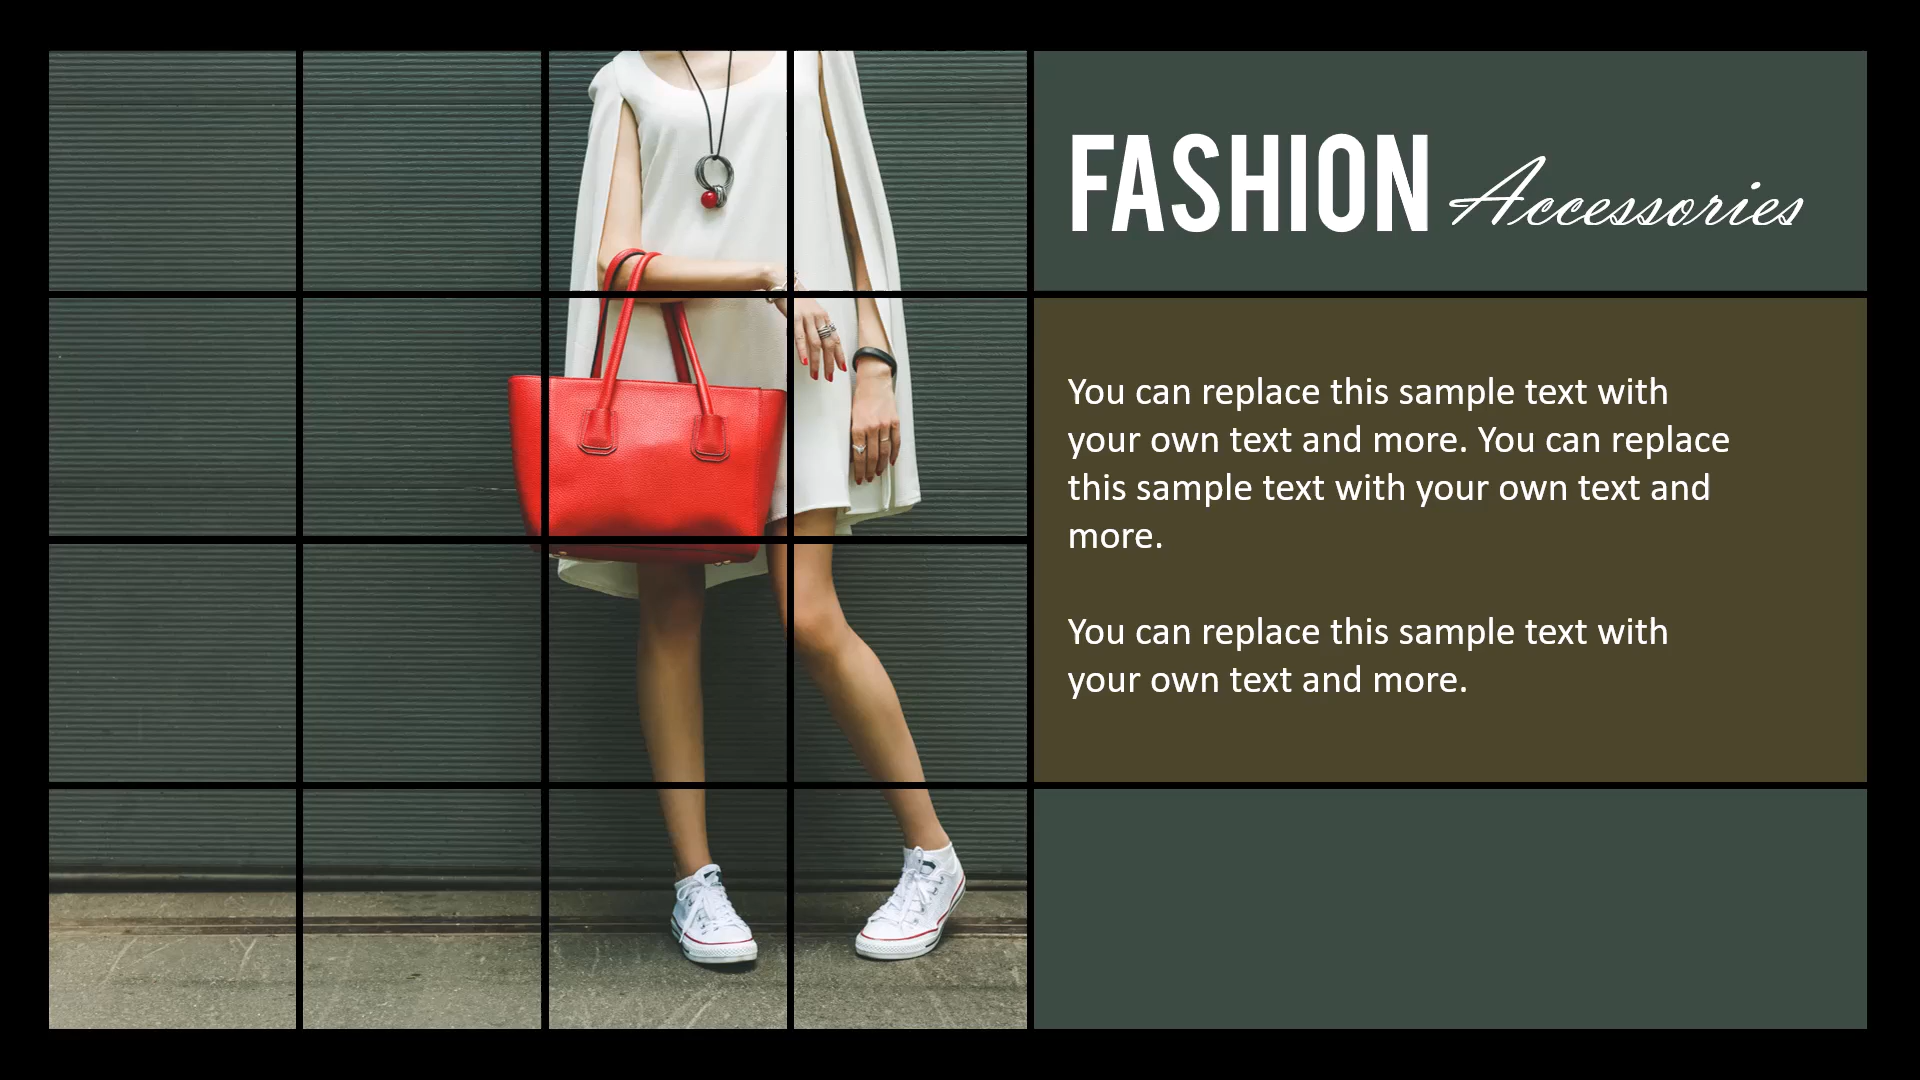 FASHION Accessories
You can replace this sample text with
your own text and more. You can replace
this sample text with your own text and
more.
You can replace this sample text with
your own text and more.